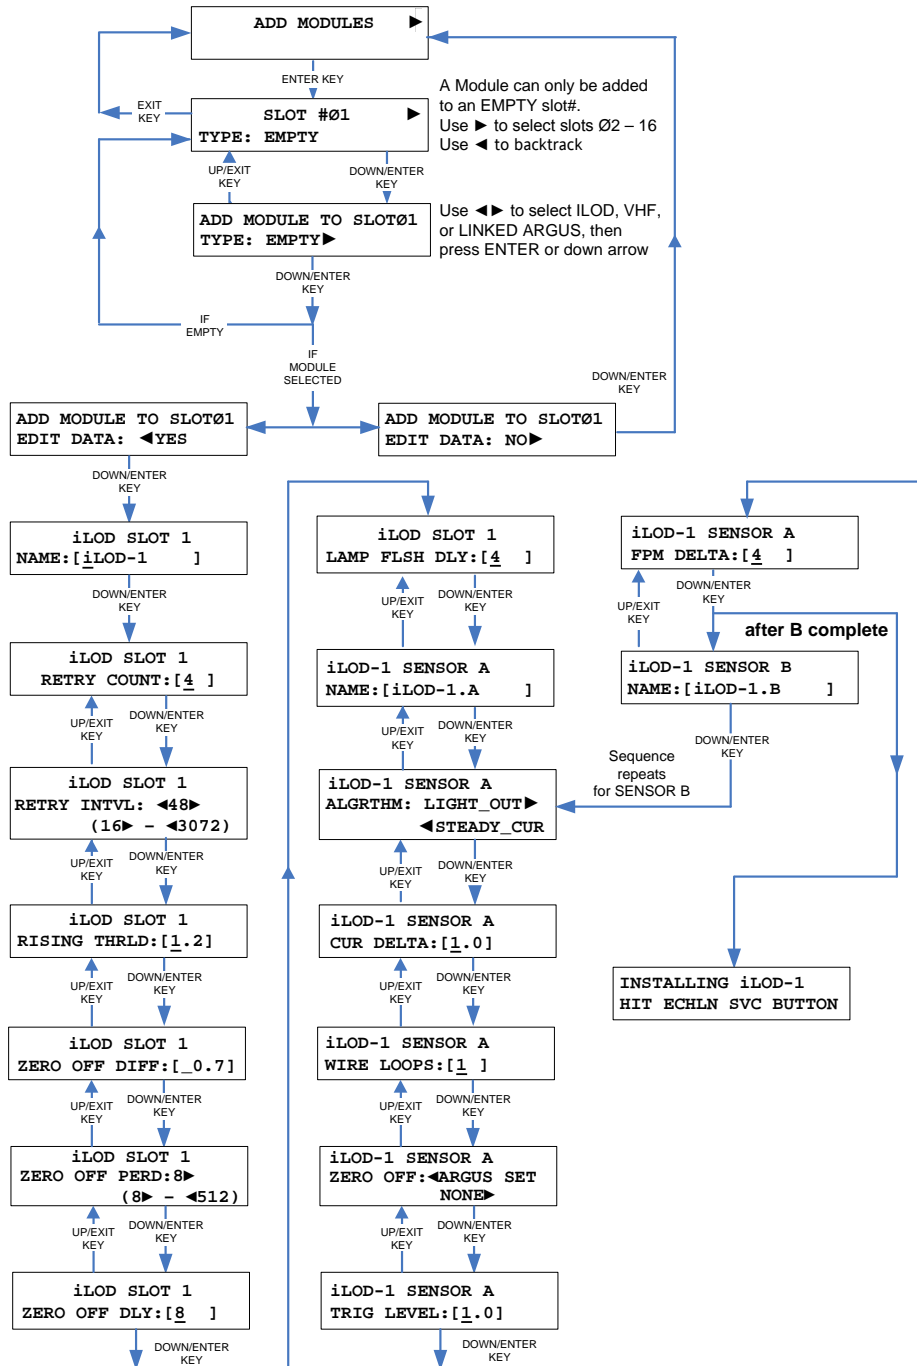 ADD MODULES ►
ENTER KEY
EXIT
KEY
SLOT #Ø1 ►
TYPE: EMPTY
A Module can only be added
to an EMPTY slot#.
Use ► to select slots Ø2 – 16
Use ◄ to backtrack
UP/EXIT
KEY
DOWN/ENTER
KEY
ADD MODULE TO SLOTØ1
TYPE: EMPTY►
Use ◄► to select ILOD, VHF,
or LINKED ARGUS, then
press ENTER or down arrow
DOWN/ENTER
KEY
IF
EMPTY
IF
MODULE
SELECTED
DOWN/ENTER
KEY
ADD MODULE TO SLOTØ1
EDIT DATA: ◄YES
ADD MODULE TO SLOTØ1
EDIT DATA: NO►
DOWN/ENTER
KEY
iLOD SLOT 1
NAME:[iLOD-1 ]
DOWN/ENTER
KEY
iLOD SLOT 1
RETRY COUNT:[4 ]
UP/EXIT
KEY
DOWN/ENTER
KEY
iLOD SLOT 1
RETRY INTVL: ◄48►
(16► – ◄3072)
UP/EXIT
KEY
DOWN/ENTER
KEY
iLOD SLOT 1
RISING THRLD:[1.2]
UP/EXIT
KEY
DOWN/ENTER
KEY
iLOD SLOT 1
ZERO OFF DIFF:[_0.7]
UP/EXIT
KEY
DOWN/ENTER
KEY
iLOD SLOT 1
ZERO OFF PERD:8►
(8► – ◄512)
UP/EXIT
KEY
DOWN/ENTER
KEY
iLOD SLOT 1
ZERO OFF DLY:[8 ]
DOWN/ENTER
KEY
iLOD SLOT 1
LAMP FLSH DLY:[4 ]
UP/EXIT
KEY
DOWN/ENTER
KEY
iLOD-1 SENSOR A
NAME:[iLOD-1.A ]
UP/EXIT
KEY
DOWN/ENTER
KEY
iLOD-1 SENSOR A
ALGRTHM: LIGHT_OUT►
◄STEADY_CUR
UP/EXIT
KEY
DOWN/ENTER
KEY
iLOD-1 SENSOR A
CUR DELTA:[1.0]
UP/EXIT
KEY
DOWN/ENTER
KEY
iLOD-1 SENSOR A
WIRE LOOPS:[1 ]
UP/EXIT
KEY
DOWN/ENTER
KEY
iLOD-1 SENSOR A
ZERO OFF:◄ARGUS SET
NONE►
UP/EXIT
KEY
DOWN/ENTER
KEY
iLOD-1 SENSOR A
TRIG LEVEL:[1.0]
DOWN/ENTER
KEY
iLOD-1 SENSOR A
FPM DELTA:[4 ]
UP/EXIT
KEY
DOWN/ENTER
KEY
after B complete
iLOD-1 SENSOR B
NAME:[iLOD-1.B ]
DOWN/ENTER
KEY
Sequence
repeats
for SENSOR B
INSTALLING iLOD-1
HIT ECHLN SVC BUTTON